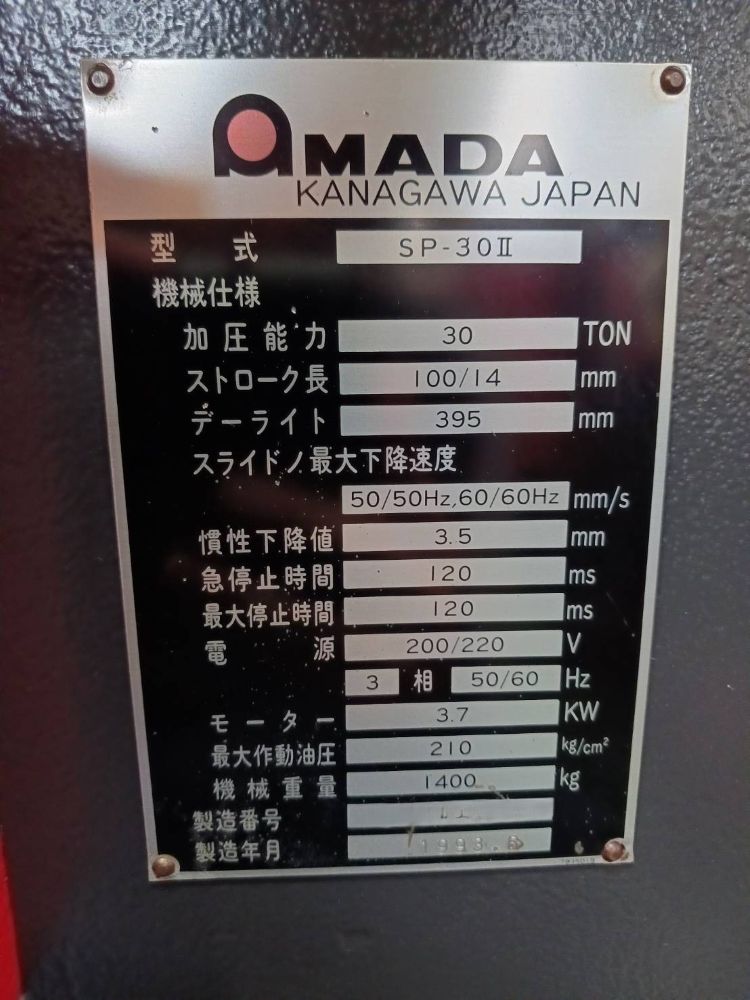 AMADA
KANAGAWA JAPAN
型 式 SP-30II
機械仕様
加圧能力 30 TON
ストローク長 100/14 mm
デーライト 395 mm
スライドノ最大下降速度
50/50Hz,60/60Hz mm/s
慣性下降値 3.5 mm
急停止時間 120 ms
最大停止時間 120 ms
電 源 200/220 V
3 相 50/60 Hz
モーター 3.7 KW
最大作動油圧 210 kg/cm²
機械重量 1400 kg
製造番号
製造年月 1993.